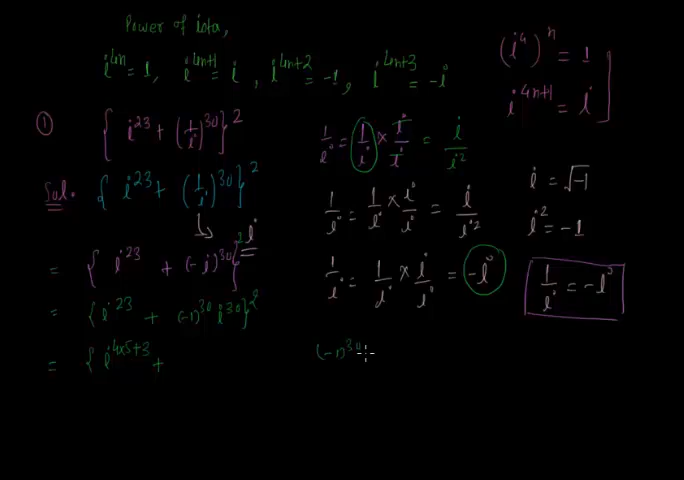 Power of iota,
i^4n = 1, i^4n+1 = i, i^4n+2 = -1, i^4n+3 = -i
(i^4)^n = 1
i^4n+1 = i
① { i^23 + (1/i)^30 }^2
Sol. { i^23 + (1/i)^30 }^2
i
= { i^23 + (-i)^30 }^2
= { i^23 + (-1)^30 i^30 }^2
= { i^4x5+3 +
1/i = 1/i × i/i = i/i^2
1/i = 1/i × i/i = i/i^2
1/i = 1/i × i/i = -i
(-1)^30
i = √-1
i^2 = -1
1/i = -i